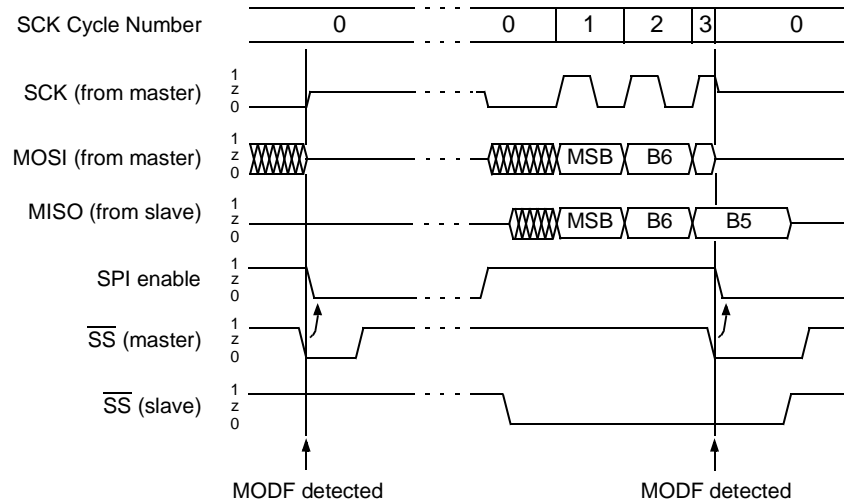 SCK Cycle Number 0 0 1 2 3 0
SCK (from master) 1 z 0
MOSI (from master) 1 z 0 MSB B6
MISO (from slave) 1 z 0 MSB B6 B5
SPI enable 1 z 0
SS (master) 1 z 0
SS (slave) 1 z 0
MODF detected MODF detected